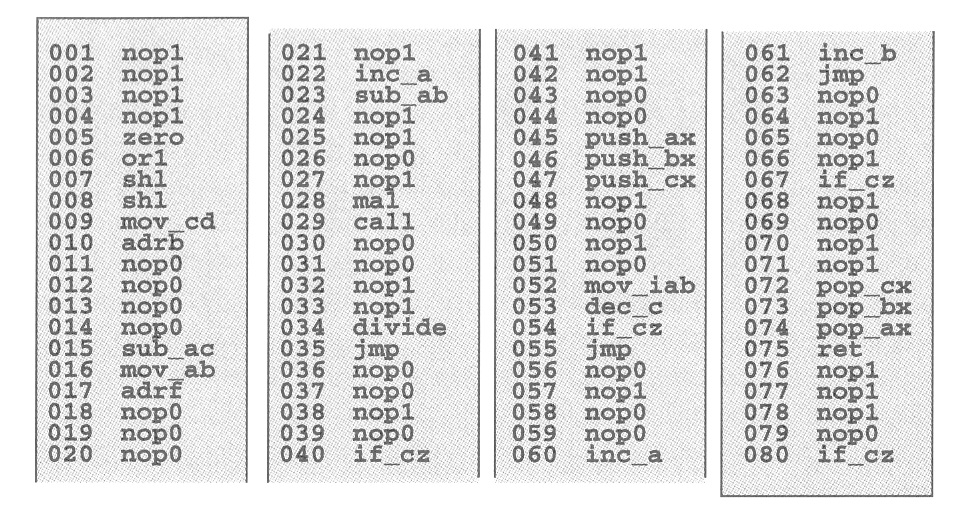 001 nop1
002 nop1
003 nop1
004 nop1
005 zero
006 or1
007 shl
008 shl
009 mov_cd
010 adrb
011 nop0
012 nop0
013 nop0
014 nop0
015 sub_ac
016 mov_ab
017 adrf
018 nop0
019 nop0
020 nop0
021 nop1
022 inc_a
023 sub_ab
024 nop1
025 nop1
026 nop0
027 nop1
028 mal
029 call
030 nop0
031 nop0
032 nop1
033 nop1
034 divide
035 jmp
036 nop0
037 nop0
038 nop1
039 nop0
040 if_cz
041 nop1
042 nop1
043 nop0
044 nop0
045 push_ax
046 push_bx
047 push_cx
048 nop1
049 nop0
050 nop1
051 nop0
052 mov_iab
053 dec_c
054 if_cz
055 jmp
056 nop0
057 nop1
058 nop0
059 nop0
060 inc_a
061 inc_b
062 jmp
063 nop0
064 nop1
065 nop0
066 nop1
067 if_cz
068 nop1
069 nop0
070 nop1
071 nop1
072 pop_cx
073 pop_bx
074 pop_ax
075 ret
076 nop1
077 nop1
078 nop1
079 nop0
080 if_cz